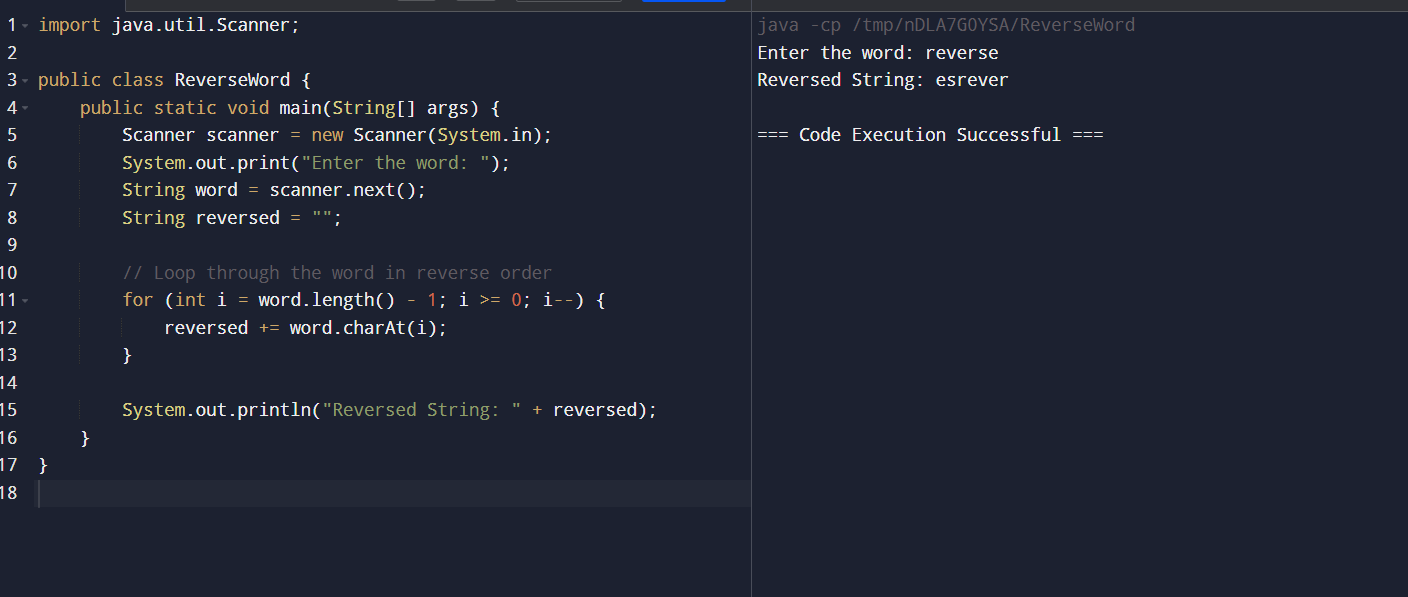 1 import java.util.Scanner;
2
3 public class ReverseWord {
4     public static void main(String[] args) {
5         Scanner scanner = new Scanner(System.in);
6         System.out.print("Enter the word: ");
7         String word = scanner.next();
8         String reversed = "";
9
10         // Loop through the word in reverse order
11         for (int i = word.length() - 1; i >= 0; i--) {
12             reversed += word.charAt(i);
13         }
14
15         System.out.println("Reversed String: " + reversed);
16     }
17 }
18
java -cp /tmp/nDLA7G0YSA/ReverseWord
Enter the word: reverse
Reversed String: esrever

=== Code Execution Successful ===